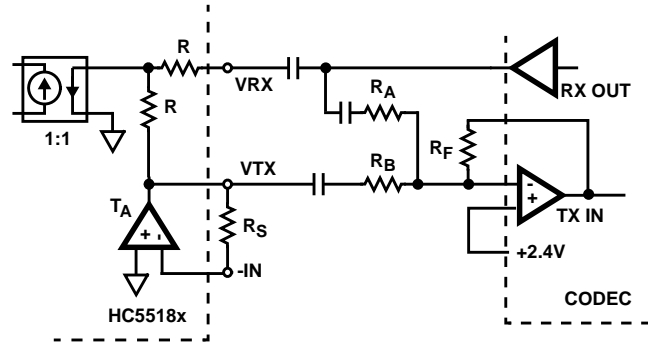 R
VRX
RX OUT
R
RA
1:1
VTX
RB
RF
TA
- +
TX IN
+ -
RS
+2.4V
-IN
HC5518x
CODEC